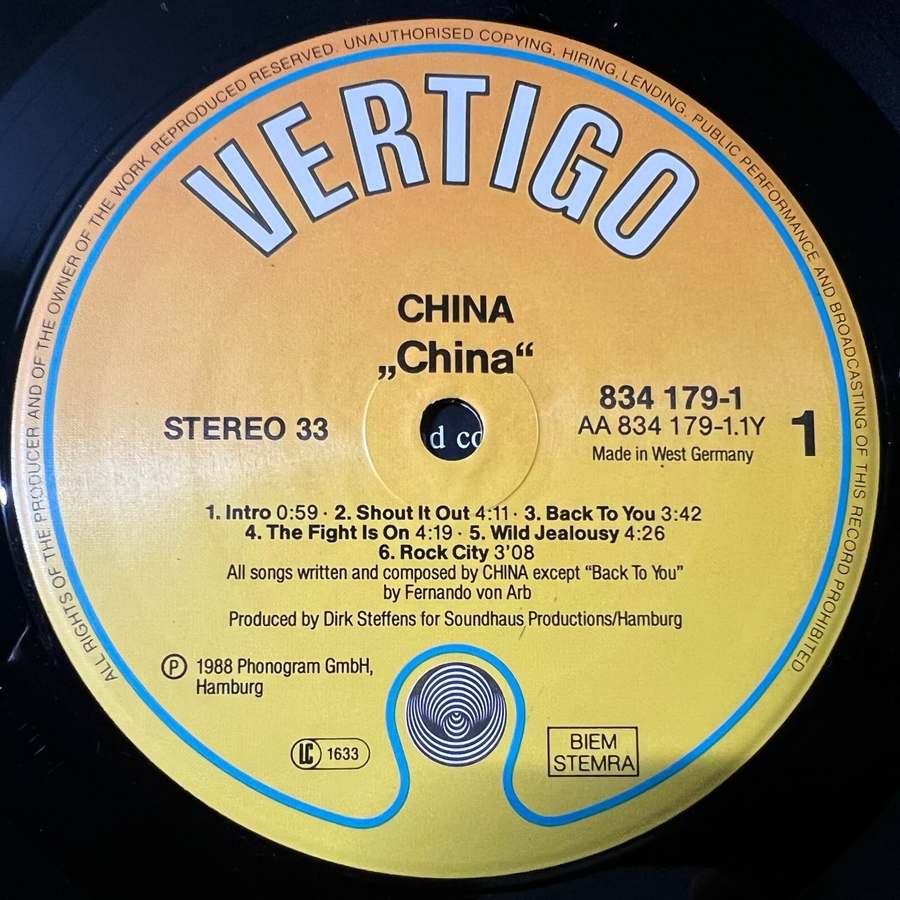 ALL RIGHTS OF THE PRODUCER AND OF THE OWNER OF THE WORK REPRODUCED RESERVED. UNAUTHORISED COPYING, HIRING, LENDING, PUBLIC PERFORMANCE AND BROADCASTING OF THIS RECORD PROHIBITED
VERTIGO
CHINA
„China“
STEREO 33
834 179-1
AA 834 179-1.1Y
Made in West Germany
1
d co
1. Intro 0:59 · 2. Shout It Out 4:11 · 3. Back To You 3:42
4. The Fight Is On 4:19 · 5. Wild Jealousy 4:26
6. Rock City 3'08
All songs written and composed by CHINA except “Back To You”
by Fernando von Arb
Produced by Dirk Steffens for Soundhaus Productions/Hamburg
Ⓟ 1988 Phonogram GmbH,
Hamburg
LC 1633
BIEM
STEMRA